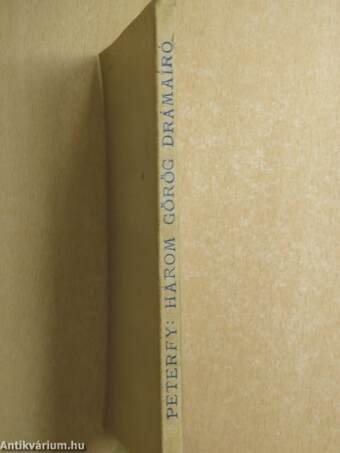 PETERFY: HÁROM GÖRÖG DRÁMAÍRÓ
Antikvárium.hu